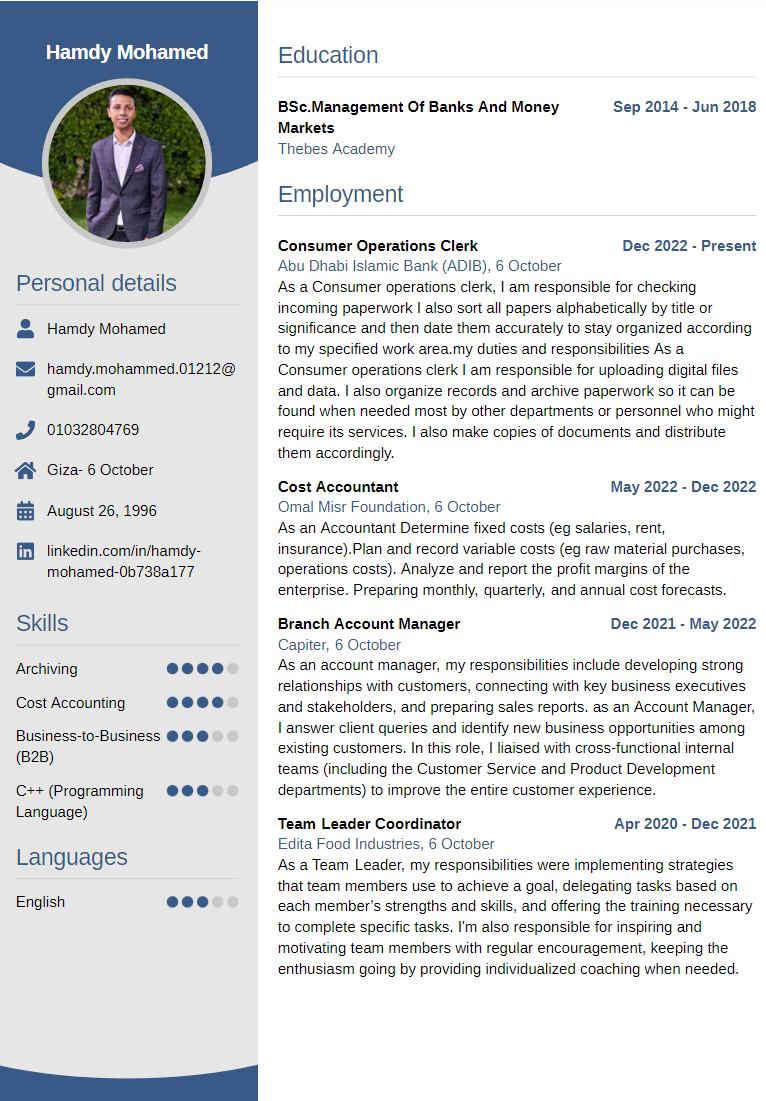 Hamdy Mohamed
Personal details
Hamdy Mohamed
hamdy.mohammed.01212@
gmail.com
01032804769
Giza- 6 October
August 26, 1996
linkedin.com/in/hamdy-
mohamed-0b738a177
Skills
Archiving
Cost Accounting
Business-to-Business
(B2B)
C++ (Programming
Language)
Languages
English
Education
BSc.Management Of Banks And Money Sep 2014 - Jun 2018
Markets
Thebes Academy
Employment
Consumer Operations Clerk Dec 2022 - Present
Abu Dhabi Islamic Bank (ADIB), 6 October
As a Consumer operations clerk, I am responsible for checking
incoming paperwork I also sort all papers alphabetically by title or
significance and then date them accurately to stay organized according
to my specified work area.my duties and responsibilities As a
Consumer operations clerk I am responsible for uploading digital files
and data. I also organize records and archive paperwork so it can be
found when needed most by other departments or personnel who might
require its services. I also make copies of documents and distribute
them accordingly.
Cost Accountant May 2022 - Dec 2022
Omal Misr Foundation, 6 October
As an Accountant Determine fixed costs (eg salaries, rent,
insurance).Plan and record variable costs (eg raw material purchases,
operations costs). Analyze and report the profit margins of the
enterprise. Preparing monthly, quarterly, and annual cost forecasts.
Branch Account Manager Dec 2021 - May 2022
Capiter, 6 October
As an account manager, my responsibilities include developing strong
relationships with customers, connecting with key business executives
and stakeholders, and preparing sales reports. as an Account Manager,
I answer client queries and identify new business opportunities among
existing customers. In this role, I liaised with cross-functional internal
teams (including the Customer Service and Product Development
departments) to improve the entire customer experience.
Team Leader Coordinator Apr 2020 - Dec 2021
Edita Food Industries, 6 October
As a Team Leader, my responsibilities were implementing strategies
that team members use to achieve a goal, delegating tasks based on
each member’s strengths and skills, and offering the training necessary
to complete specific tasks. I'm also responsible for inspiring and
motivating team members with regular encouragement, keeping the
enthusiasm going by providing individualized coaching when needed.